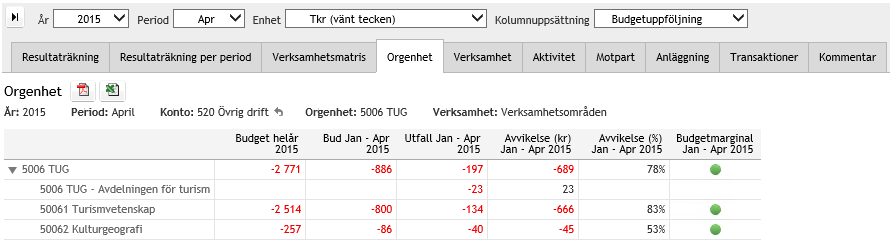 År 2015 Period Apr Enhet Tkr (vänt tecken) Kolumnuppsättning Budgetuppföljning
Resultaträkning Resultaträkning per period Verksamhetsmatris Orgenhet Verksamhet Aktivitet Motpart Anläggning Transaktioner Kommentar
Orgenhet
År: 2015 Period: April Konto: 520 Övrig drift Orgenhet: 5006 TUG Verksamhet: Verksamhetsområden
Budget helår Bud Jan - Apr Utfall Jan - Apr Avvikelse (kr) Avvikelse (%) Budgetmarginal
2015 2015 2015 Jan - Apr 2015 Jan - Apr 2015 Jan - Apr 2015
5006 TUG -2 771 -886 -197 -689 78%
5006 TUG - Avdelningen för turism -23 23
50061 Turismvetenskap -2 514 -800 -134 -666 83%
50062 Kulturgeografi -257 -86 -40 -45 53%